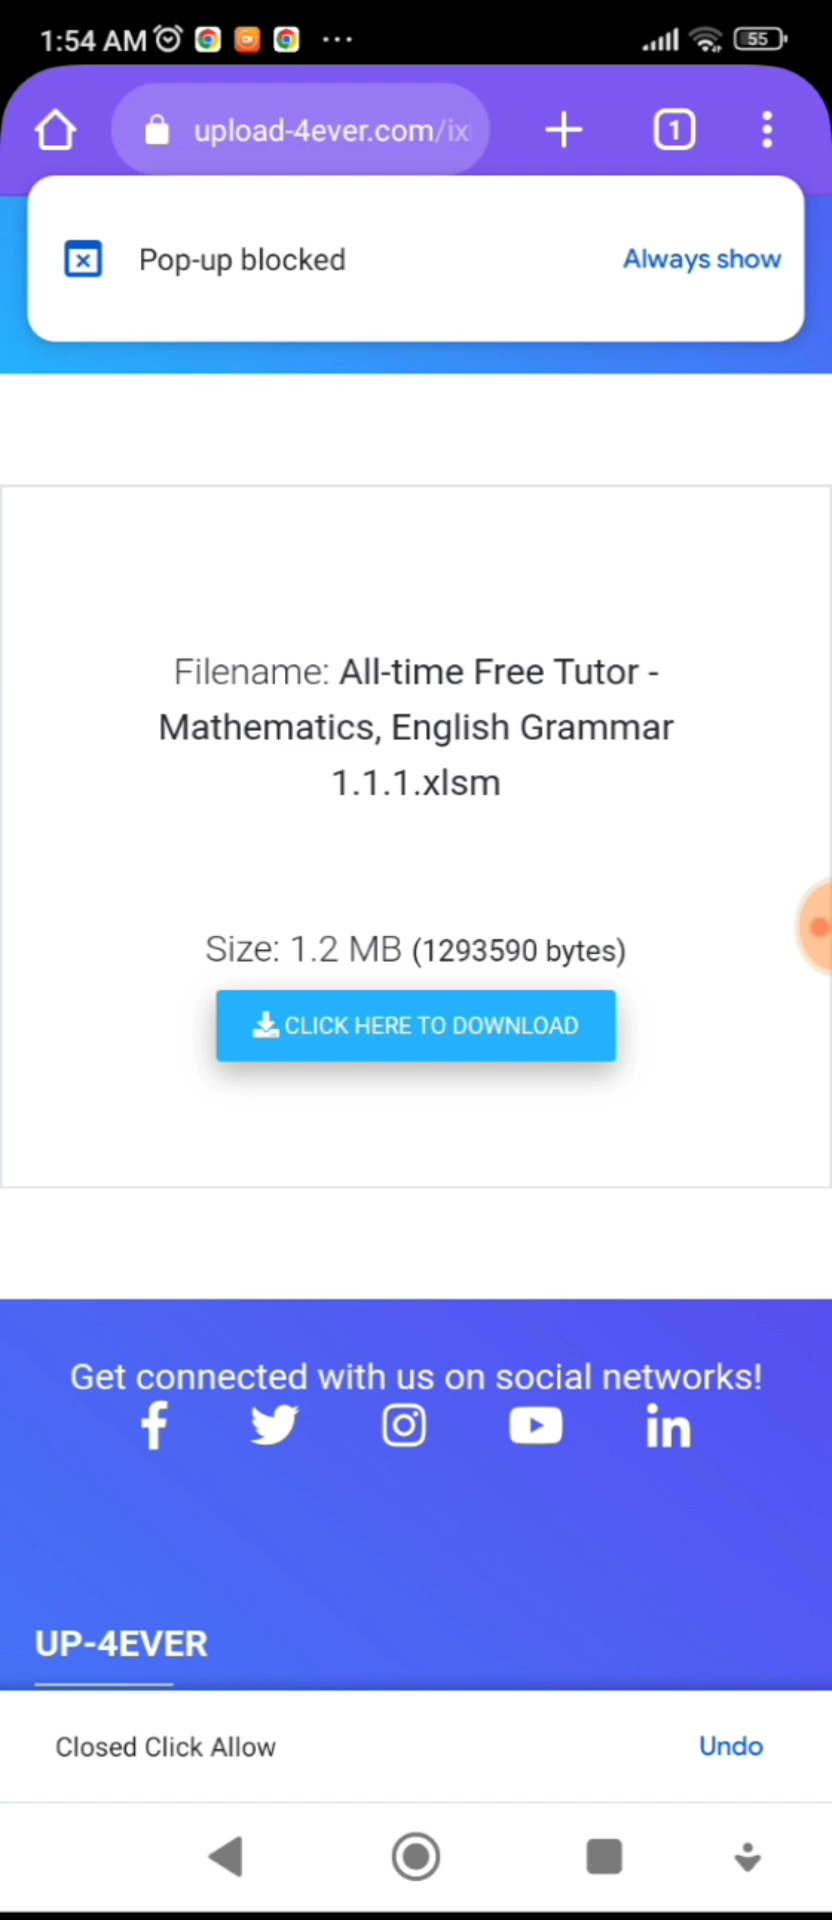 1:54 AM
55
upload-4ever.com/ix
1
Pop-up blocked
Always show
Filename: All-time Free Tutor -
Mathematics, English Grammar
1.1.1.xlsm
Size: 1.2 MB (1293590 bytes)
CLICK HERE TO DOWNLOAD
Get connected with us on social networks!
UP-4EVER
Closed Click Allow
Undo